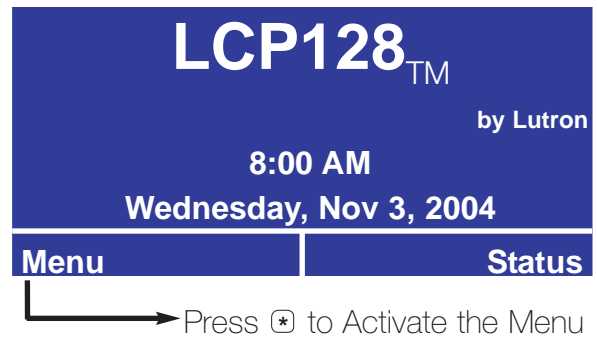 LCP128™
by Lutron
8:00 AM
Wednesday, Nov 3, 2004
Menu Status
Press * to Activate the Menu